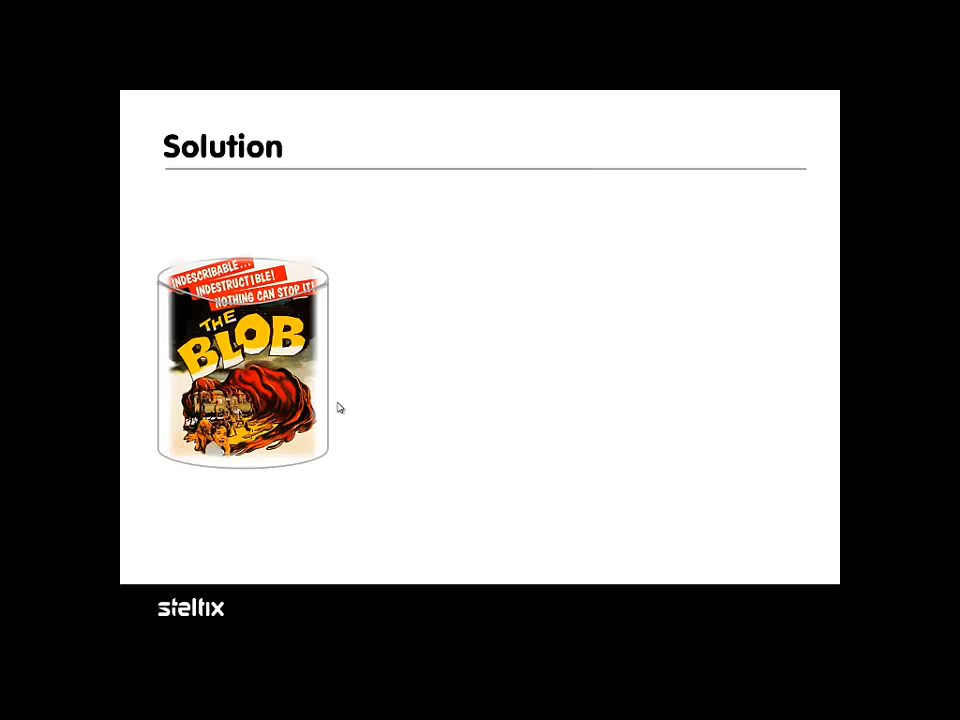 Solution
INDESCRIBABLE...
INDESTRUCTIBLE!
NOTHING CAN STOP IT!
THE
BLOB
steltix